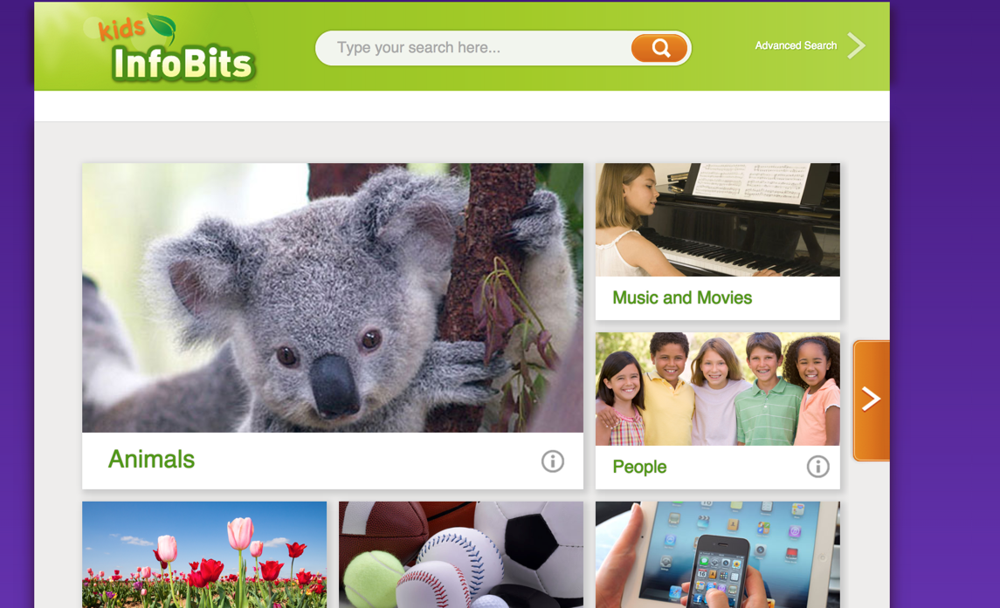 kids
InfoBits
Type your search here...
Advanced Search
Music and Movies
Animals
People